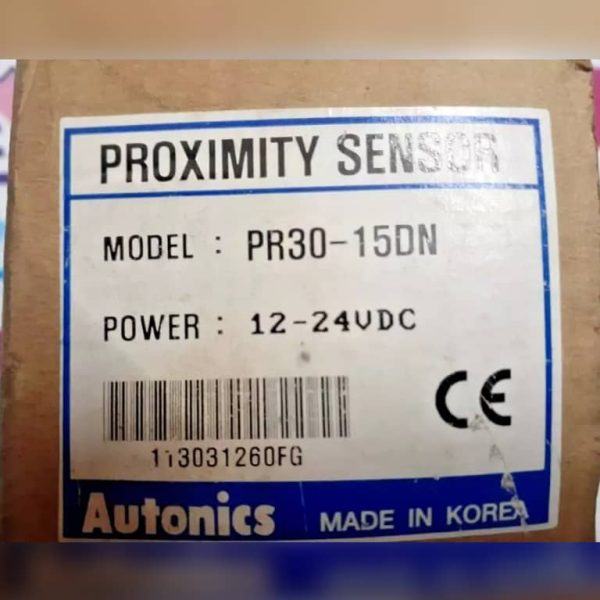 PROXIMITY SENSOR
MODEL : PR30-15DN
POWER : 12-24VDC
CE
113031260FG
Autonics MADE IN KOREA